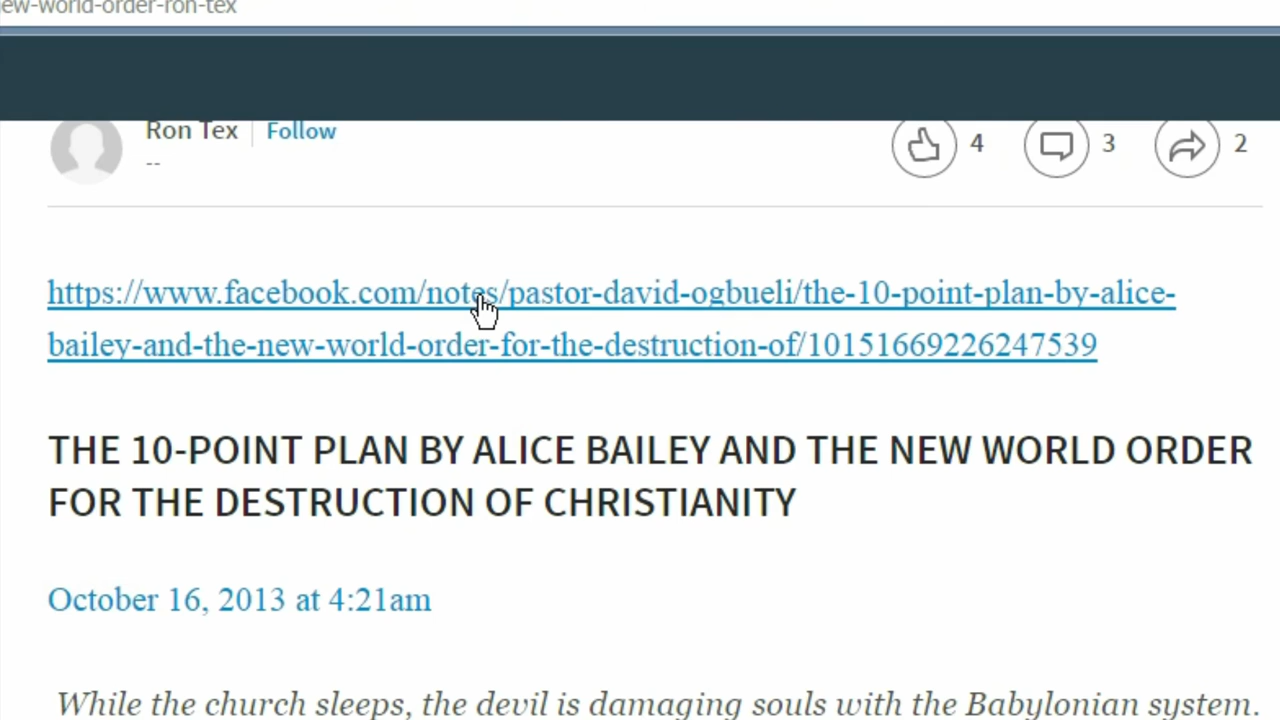 ew-world-order-ron-tex
Ron Tex Follow
--
4 3 2
https://www.facebook.com/notes/pastor-david-ogbueli/the-10-point-plan-by-alice-
bailey-and-the-new-world-order-for-the-destruction-of/10151669226247539
THE 10-POINT PLAN BY ALICE BAILEY AND THE NEW WORLD ORDER
FOR THE DESTRUCTION OF CHRISTIANITY
October 16, 2013 at 4:21am
While the church sleeps, the devil is damaging souls with the Babylonian system.